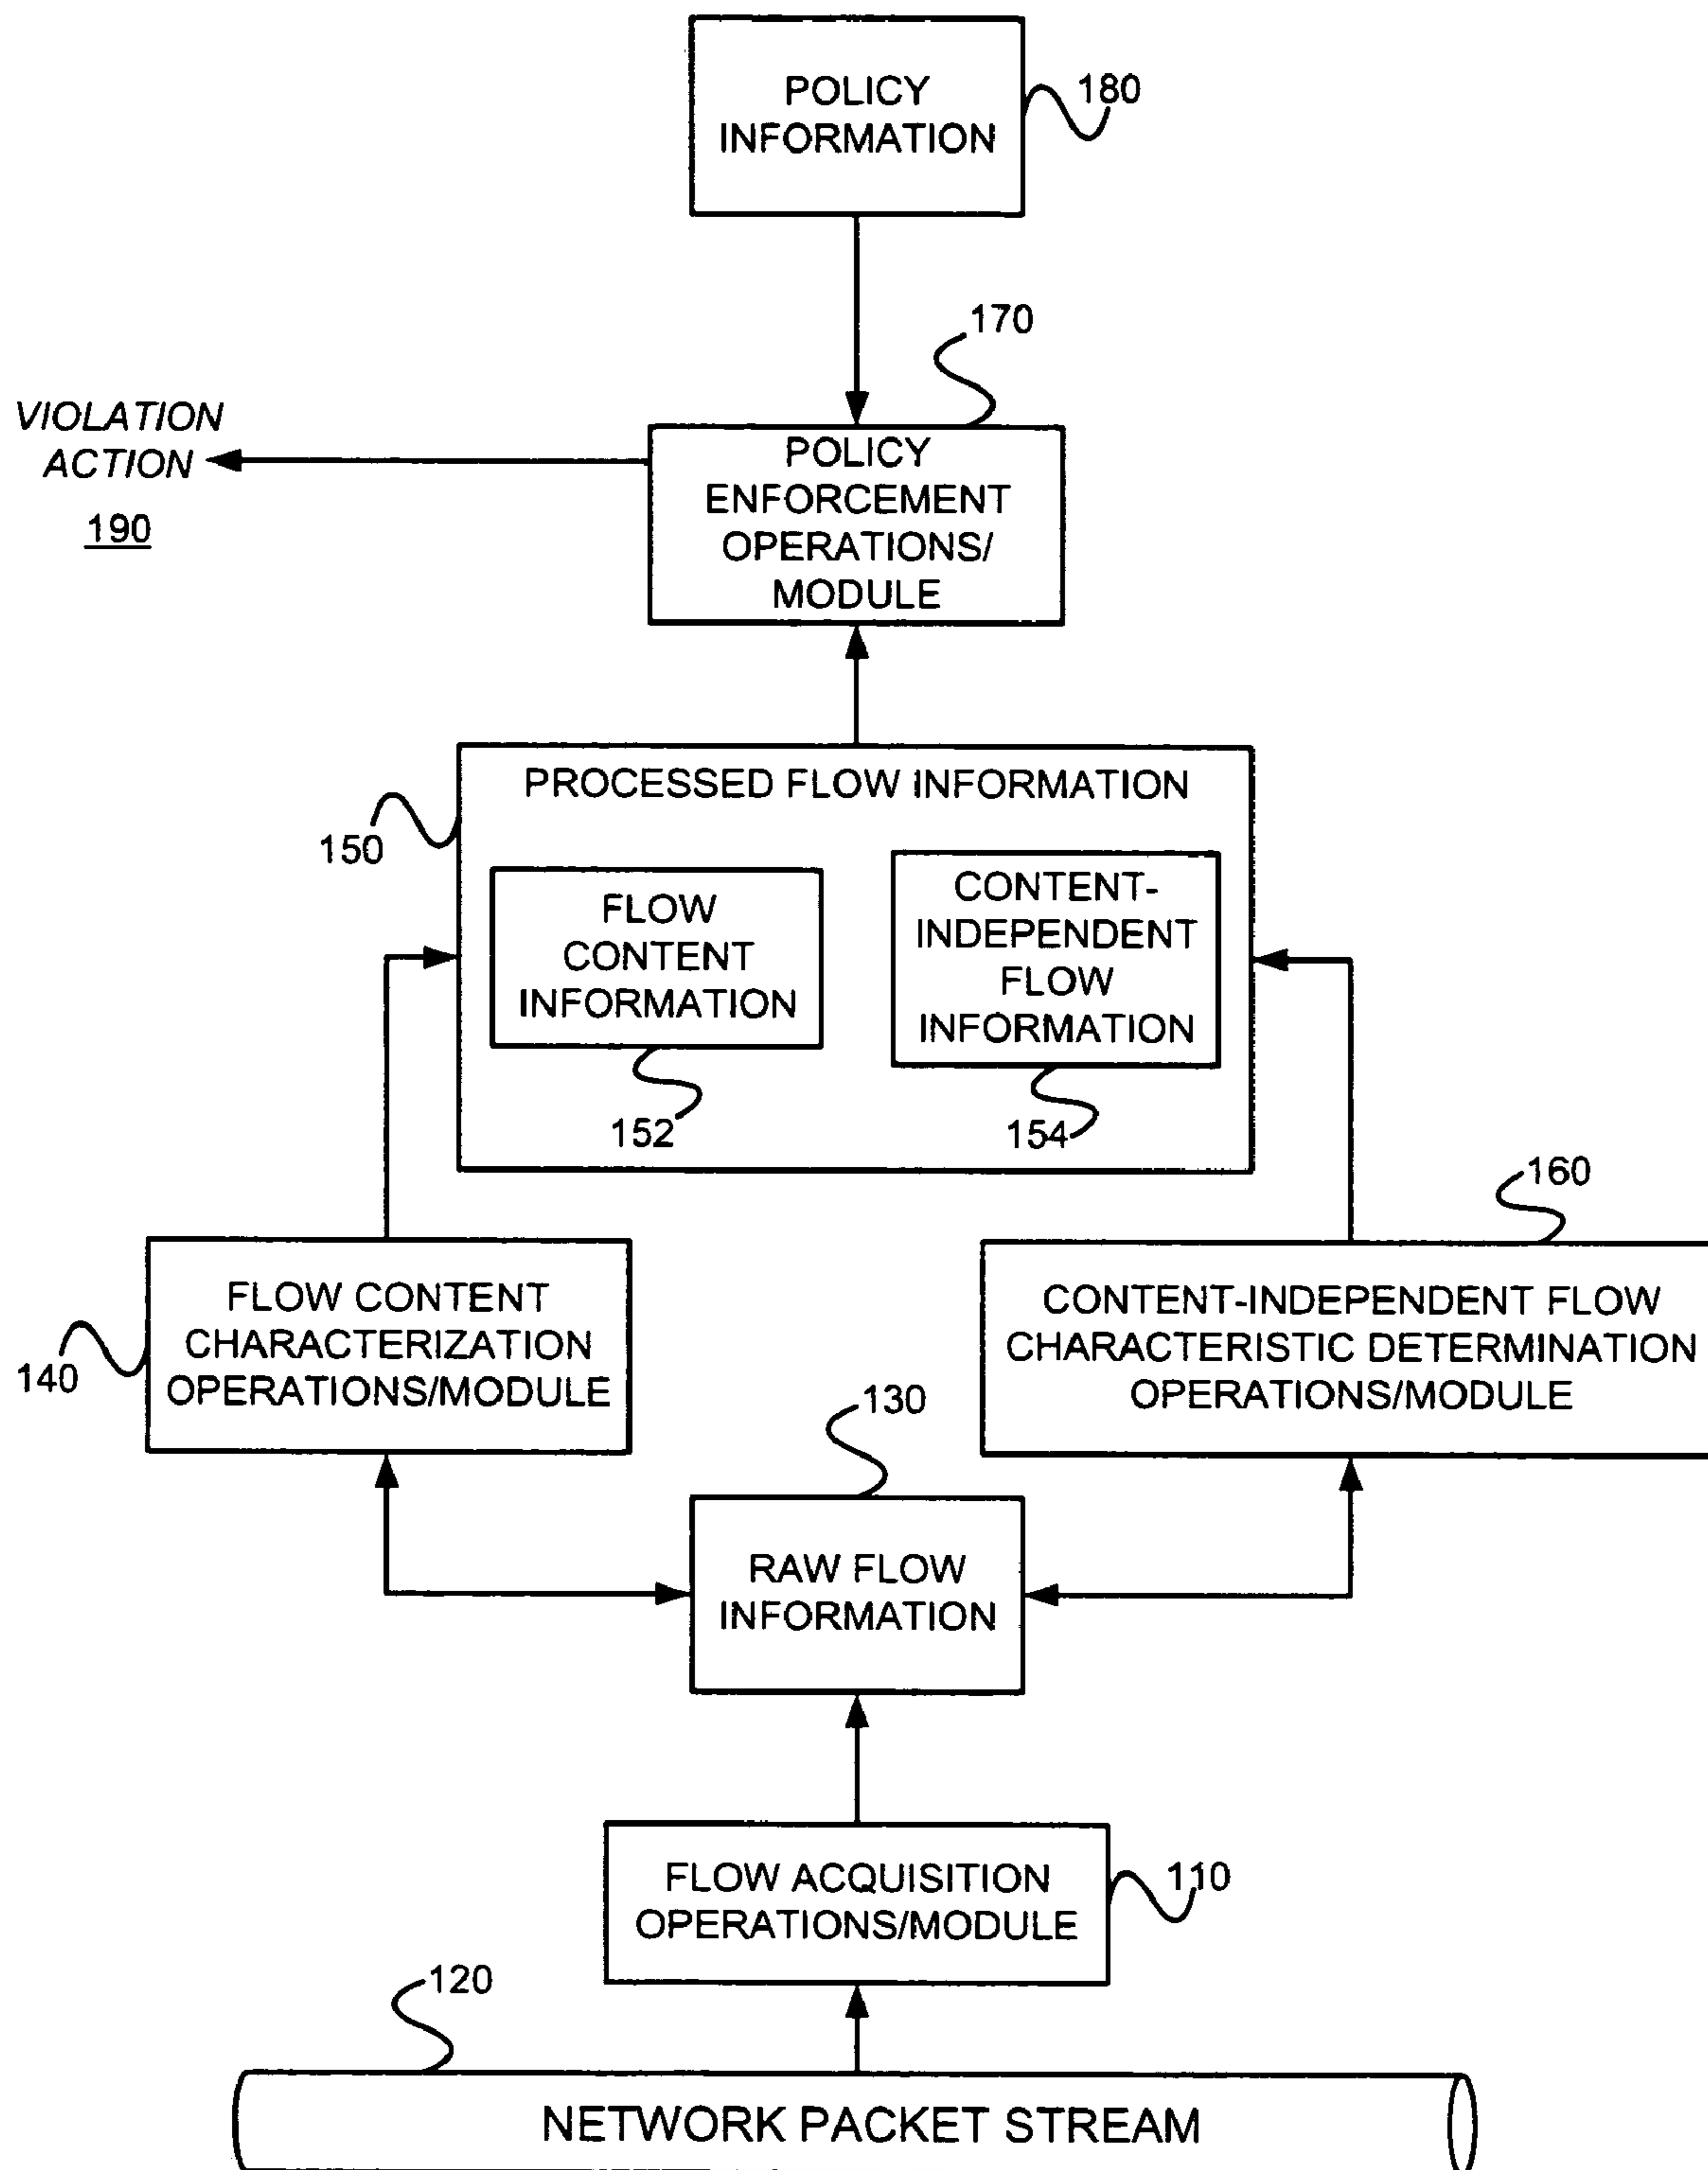 POLICY
INFORMATION
180
170
VIOLATION
ACTION
190
POLICY
ENFORCEMENT
OPERATIONS/
MODULE
PROCESSED FLOW INFORMATION
150
FLOW
CONTENT
INFORMATION
152
CONTENT-
INDEPENDENT
FLOW
INFORMATION
154
160
FLOW CONTENT
CHARACTERIZATION
OPERATIONS/MODULE
140
CONTENT-INDEPENDENT FLOW
CHARACTERISTIC DETERMINATION
OPERATIONS/MODULE
130
RAW FLOW
INFORMATION
FLOW ACQUISITION
OPERATIONS/MODULE
110
120
NETWORK PACKET STREAM